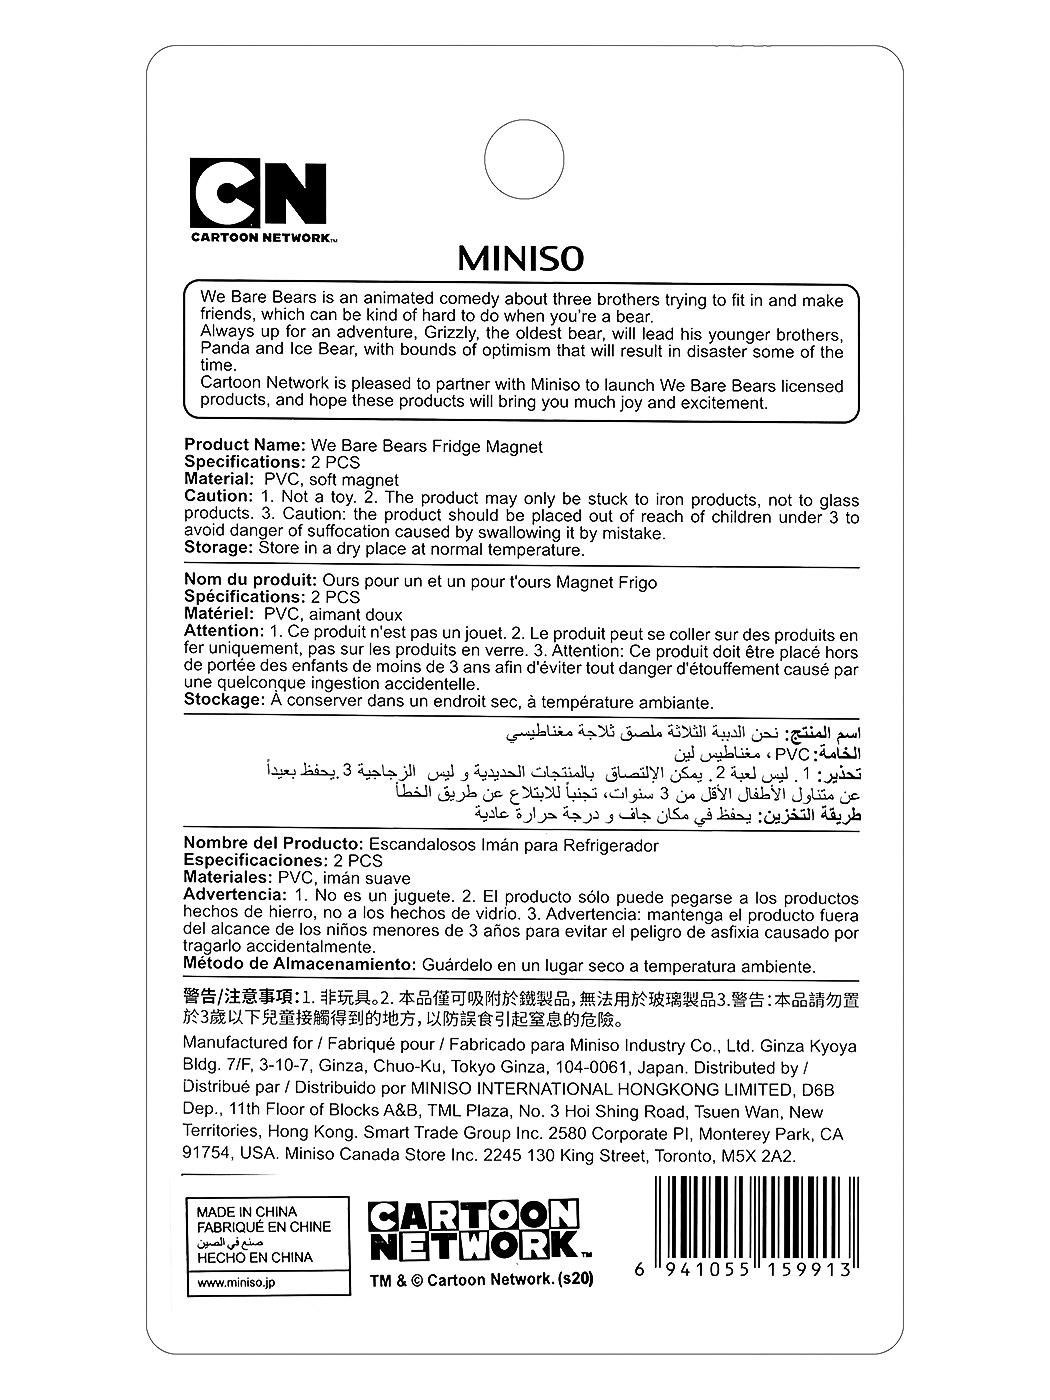 CN
CARTOON NETWORK™
MINISO
We Bare Bears is an animated comedy about three brothers trying to fit in and make
friends, which can be kind of hard to do when you're a bear.
Always up for an adventure, Grizzly, the oldest bear, will lead his younger brothers,
Panda and Ice Bear, with bounds of optimism that will result in disaster some of the
time.
Cartoon Network is pleased to partner with Miniso to launch We Bare Bears licensed
products, and hope these products will bring you much joy and excitement.
Product Name: We Bare Bears Fridge Magnet
Specifications: 2 PCS
Material: PVC, soft magnet
Caution: 1. Not a toy. 2. The product may only be stuck to iron products, not to glass
products. 3. Caution: the product should be placed out of reach of children under 3 to
avoid danger of suffocation caused by swallowing it by mistake.
Storage: Store in a dry place at normal temperature.
Nom du produit: Ours pour un et un pour t'ours Magnet Frigo
Spécifications: 2 PCS
Matériel: PVC, aimant doux
Attention: 1. Ce produit n'est pas un jouet. 2. Le produit peut se coller sur des produits en
fer uniquement, pas sur les produits en verre. 3. Attention: Ce produit doit être placé hors
de portée des enfants de moins de 3 ans afin d'éviter tout danger d'étouffement causé par
une quelconque ingestion accidentelle.
Stockage: À conserver dans un endroit sec, à température ambiante.
اسم المنتج: نحن الدببة الثلاثة ملصق ثلاجة مغناطيسي
الخامة: PVC ، مغناطيس لين
تحذير: 1. ليس لعبة 2. يمكن الالتصاق بالمنتجات الحديدية و ليس الزجاجية 3. يحفظ بعيداً
عن متناول الأطفال الأقل من 3 سنوات، تجنباً للابتلاع عن طريق الخطأ
طريقة التخزين: يحفظ في مكان جاف و درجة حرارة عادية
Nombre del Producto: Escandalosos Imán para Refrigerador
Especificaciones: 2 PCS
Materiales: PVC, imán suave
Advertencia: 1. No es un juguete. 2. El producto sólo puede pegarse a los productos
hechos de hierro, no a los hechos de vidrio. 3. Advertencia: mantenga el producto fuera
del alcance de los niños menores de 3 años para evitar el peligro de asfixia causado por
tragarlo accidentalmente.
Método de Almacenamiento: Guárdelo en un lugar seco a temperatura ambiente.
警告/注意事項:1. 非玩具。2. 本品僅可吸附於鐵製品,無法用於玻璃製品3.警告:本品請勿置
於3歲以下兒童接觸得到的地方,以防誤食引起窒息的危險。
Manufactured for / Fabriqué pour / Fabricado para Miniso Industry Co., Ltd. Ginza Kyoya
Bldg. 7/F, 3-10-7, Ginza, Chuo-Ku, Tokyo Ginza, 104-0061, Japan. Distributed by /
Distribué par / Distribuido por MINISO INTERNATIONAL HONGKONG LIMITED, D6B
Dep., 11th Floor of Blocks A&B, TML Plaza, No. 3 Hoi Shing Road, Tsuen Wan, New
Territories, Hong Kong. Smart Trade Group Inc. 2580 Corporate Pl, Monterey Park, CA
91754, USA. Miniso Canada Store Inc. 2245 130 King Street, Toronto, M5X 2A2.
MADE IN CHINA
FABRIQUÉ EN CHINE
صنع في الصين
HECHO EN CHINA
www.miniso.jp
CARTOON
NETWORK™
TM & © Cartoon Network. (s20)
6 941055 159913